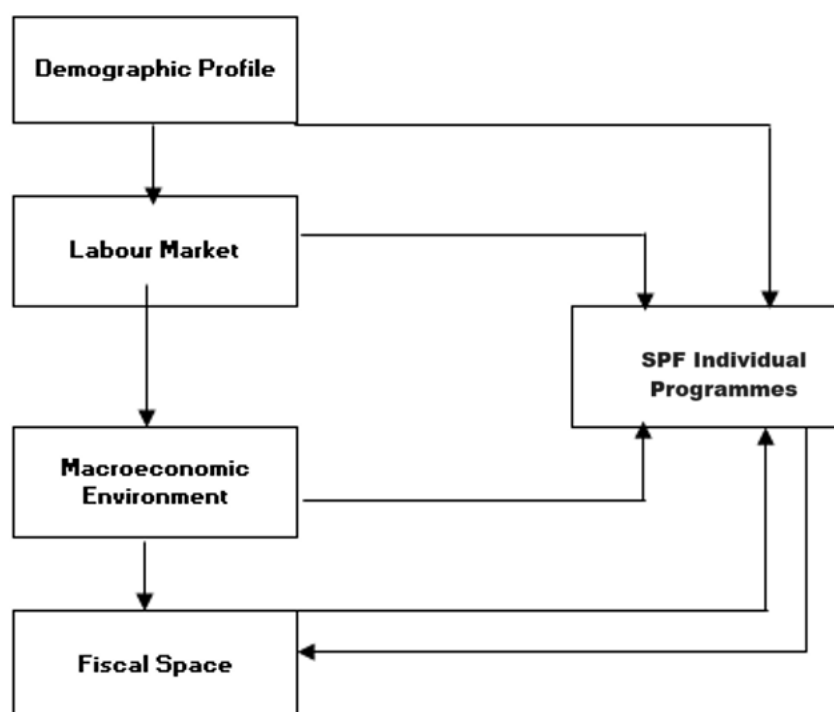 Demographic Profile
Labour Market
SPF Individual
Programmes
Macroeconomic
Environment
Fiscal Space